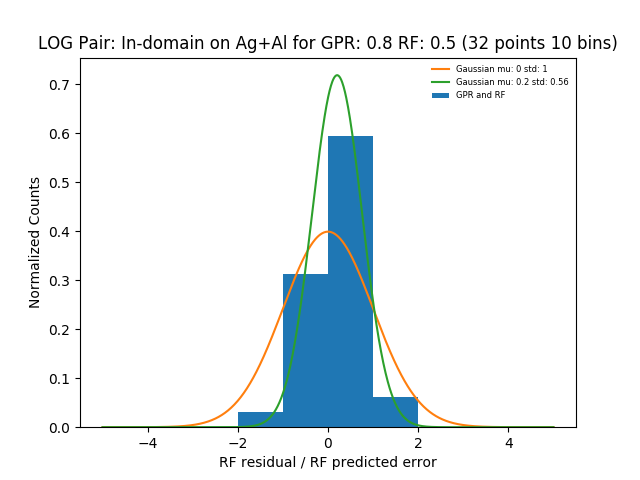 LOG Pair: In-domain on Ag+Al for GPR: 0.8 RF: 0.5 (32 points 10 bins)
Gaussian mu: 0 std: 1
Gaussian mu: 0.2 std: 0.56
GPR and RF
Normalized Counts
0.7
0.6
0.5
0.4
0.3
0.2
0.1
0.0
−4
−2
0
2
4
RF residual / RF predicted error